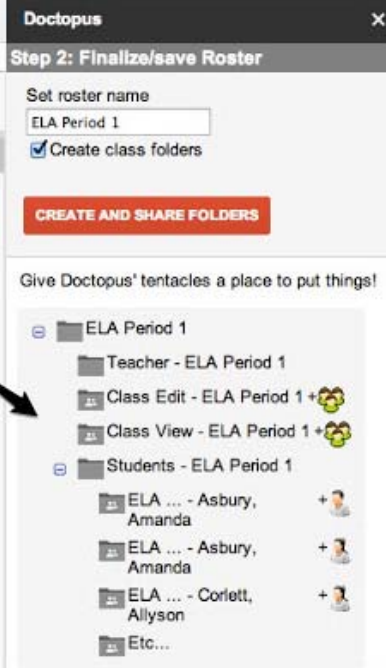 Doctopus ×
Step 2: Finalize/save Roster
Set roster name
ELA Period 1
Create class folders
CREATE AND SHARE FOLDERS
Give Doctopus' tentacles a place to put things!
ELA Period 1
Teacher - ELA Period 1
Class Edit - ELA Period 1 +
Class View - ELA Period 1 +
Students - ELA Period 1
ELA ... - Asbury, +
Amanda
ELA ... - Asbury, +
Amanda
ELA ... - Corlett, +
Allyson
Etc...